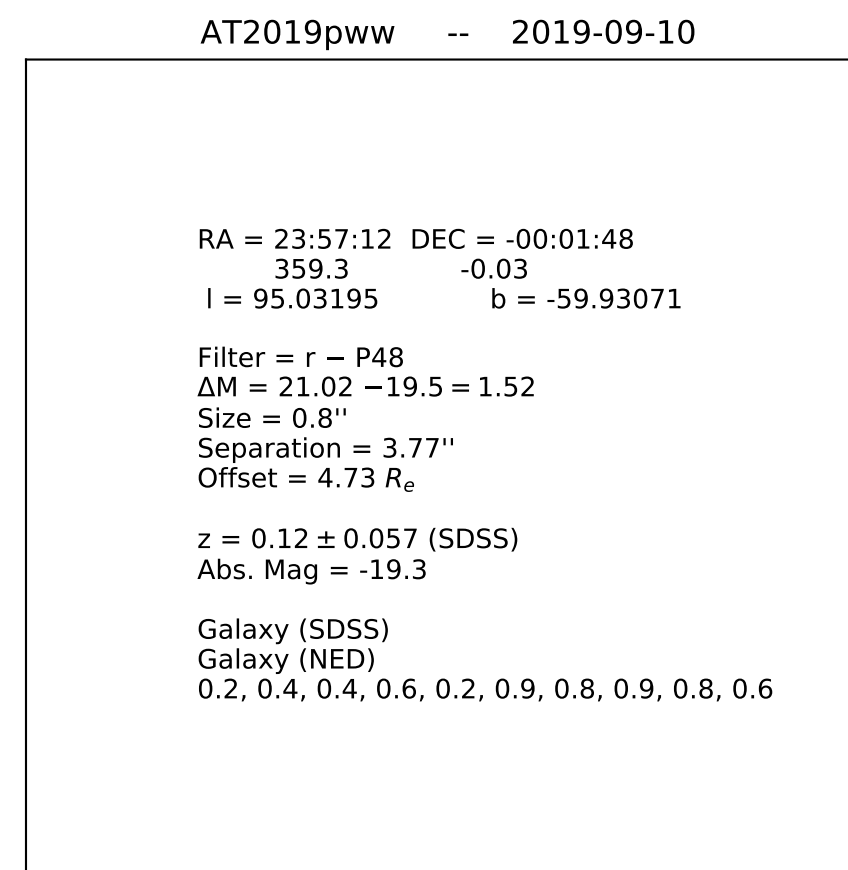 AT2019pww -- 2019-09-10
RA = 23:57:12 DEC = -00:01:48
359.3 -0.03
l = 95.03195 b = -59.93071
Filter = r − P48
ΔM = 21.02 −19.5 = 1.52
Size = 0.8''
Separation = 3.77''
Offset = 4.73 Re
z = 0.12 ± 0.057 (SDSS)
Abs. Mag = -19.3
Galaxy (SDSS)
Galaxy (NED)
0.2, 0.4, 0.4, 0.6, 0.2, 0.9, 0.8, 0.9, 0.8, 0.6